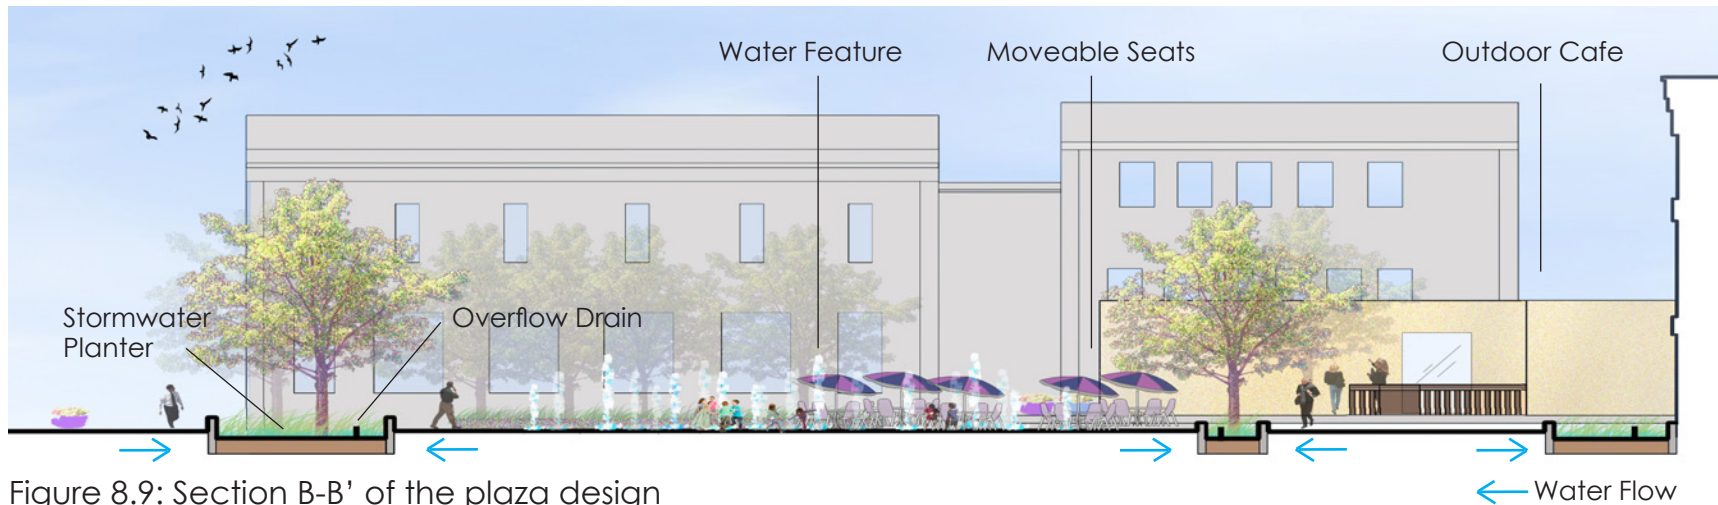 Water Feature
Moveable Seats
Outdoor Cafe
Stormwater
Planter
Overflow Drain
Figure 8.9: Section B-B’ of the plaza design
Water Flow